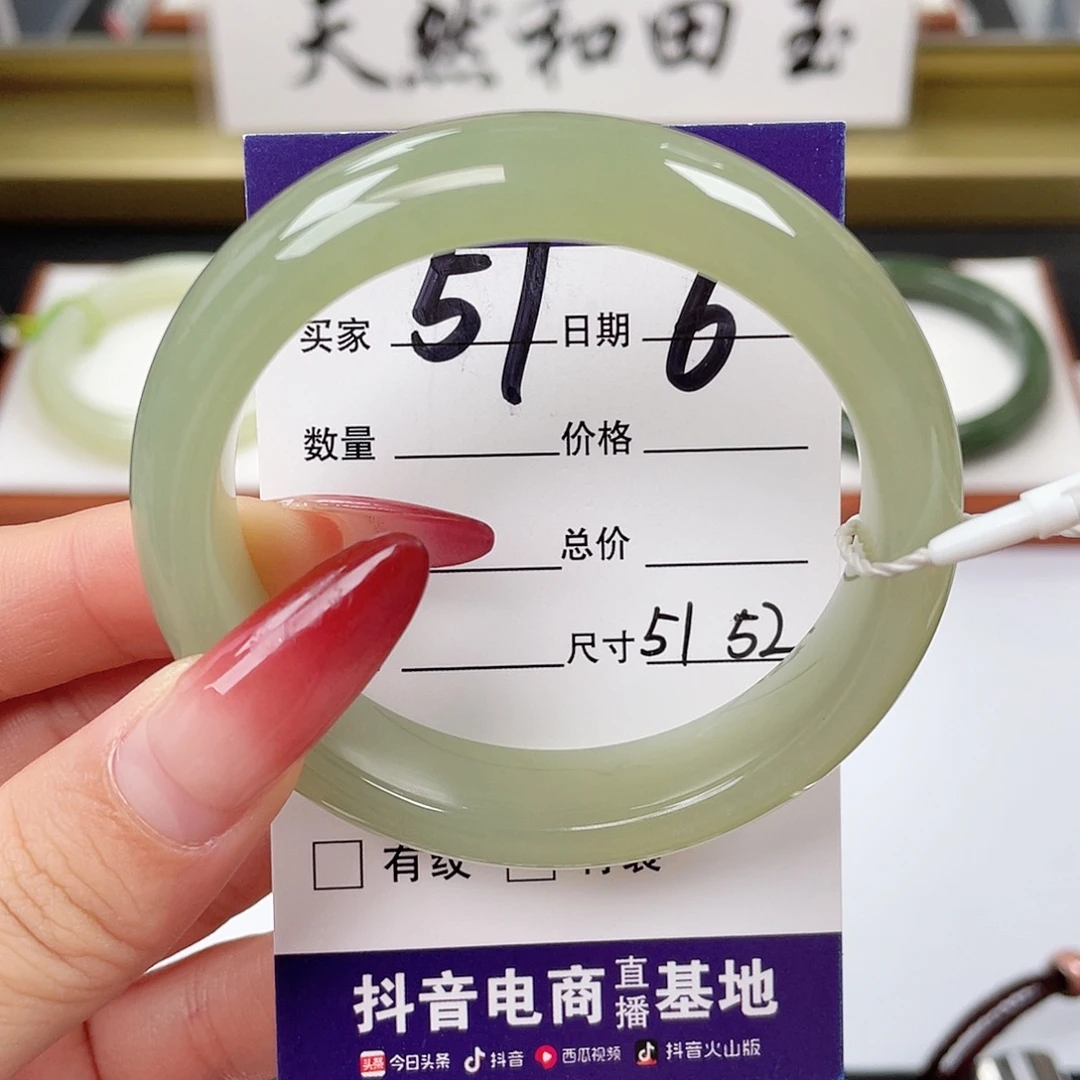 天然和田玉
买家 51 日期 6
数量 价格
总价
尺寸 51 52
有纹
抖音电商直播基地
头条 今日头条 抖音 西瓜视频 抖音火山版